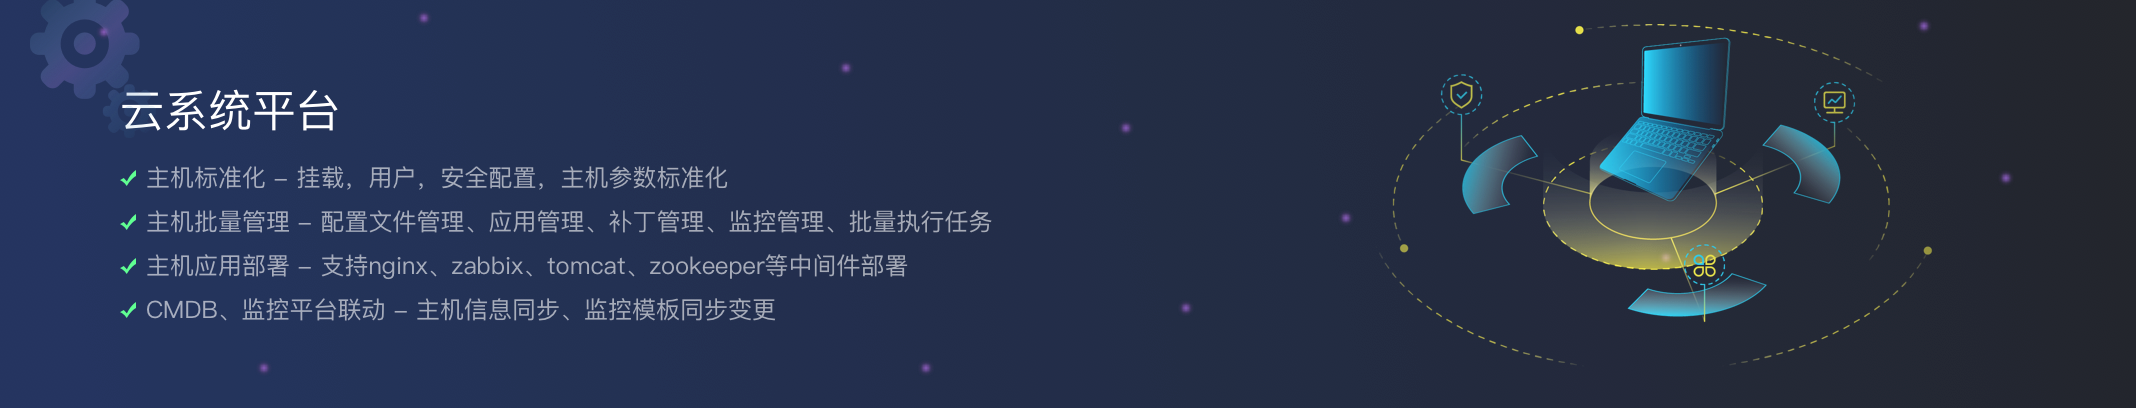 云系统平台
主机标准化 – 挂载，用户，安全配置，主机参数标准化
主机批量管理 – 配置文件管理、应用管理、补丁管理、监控管理、批量执行任务
主机应用部署 – 支持nginx、zabbix、tomcat、zookeeper等中间件部署
CMDB、监控平台联动 – 主机信息同步、监控模板同步变更